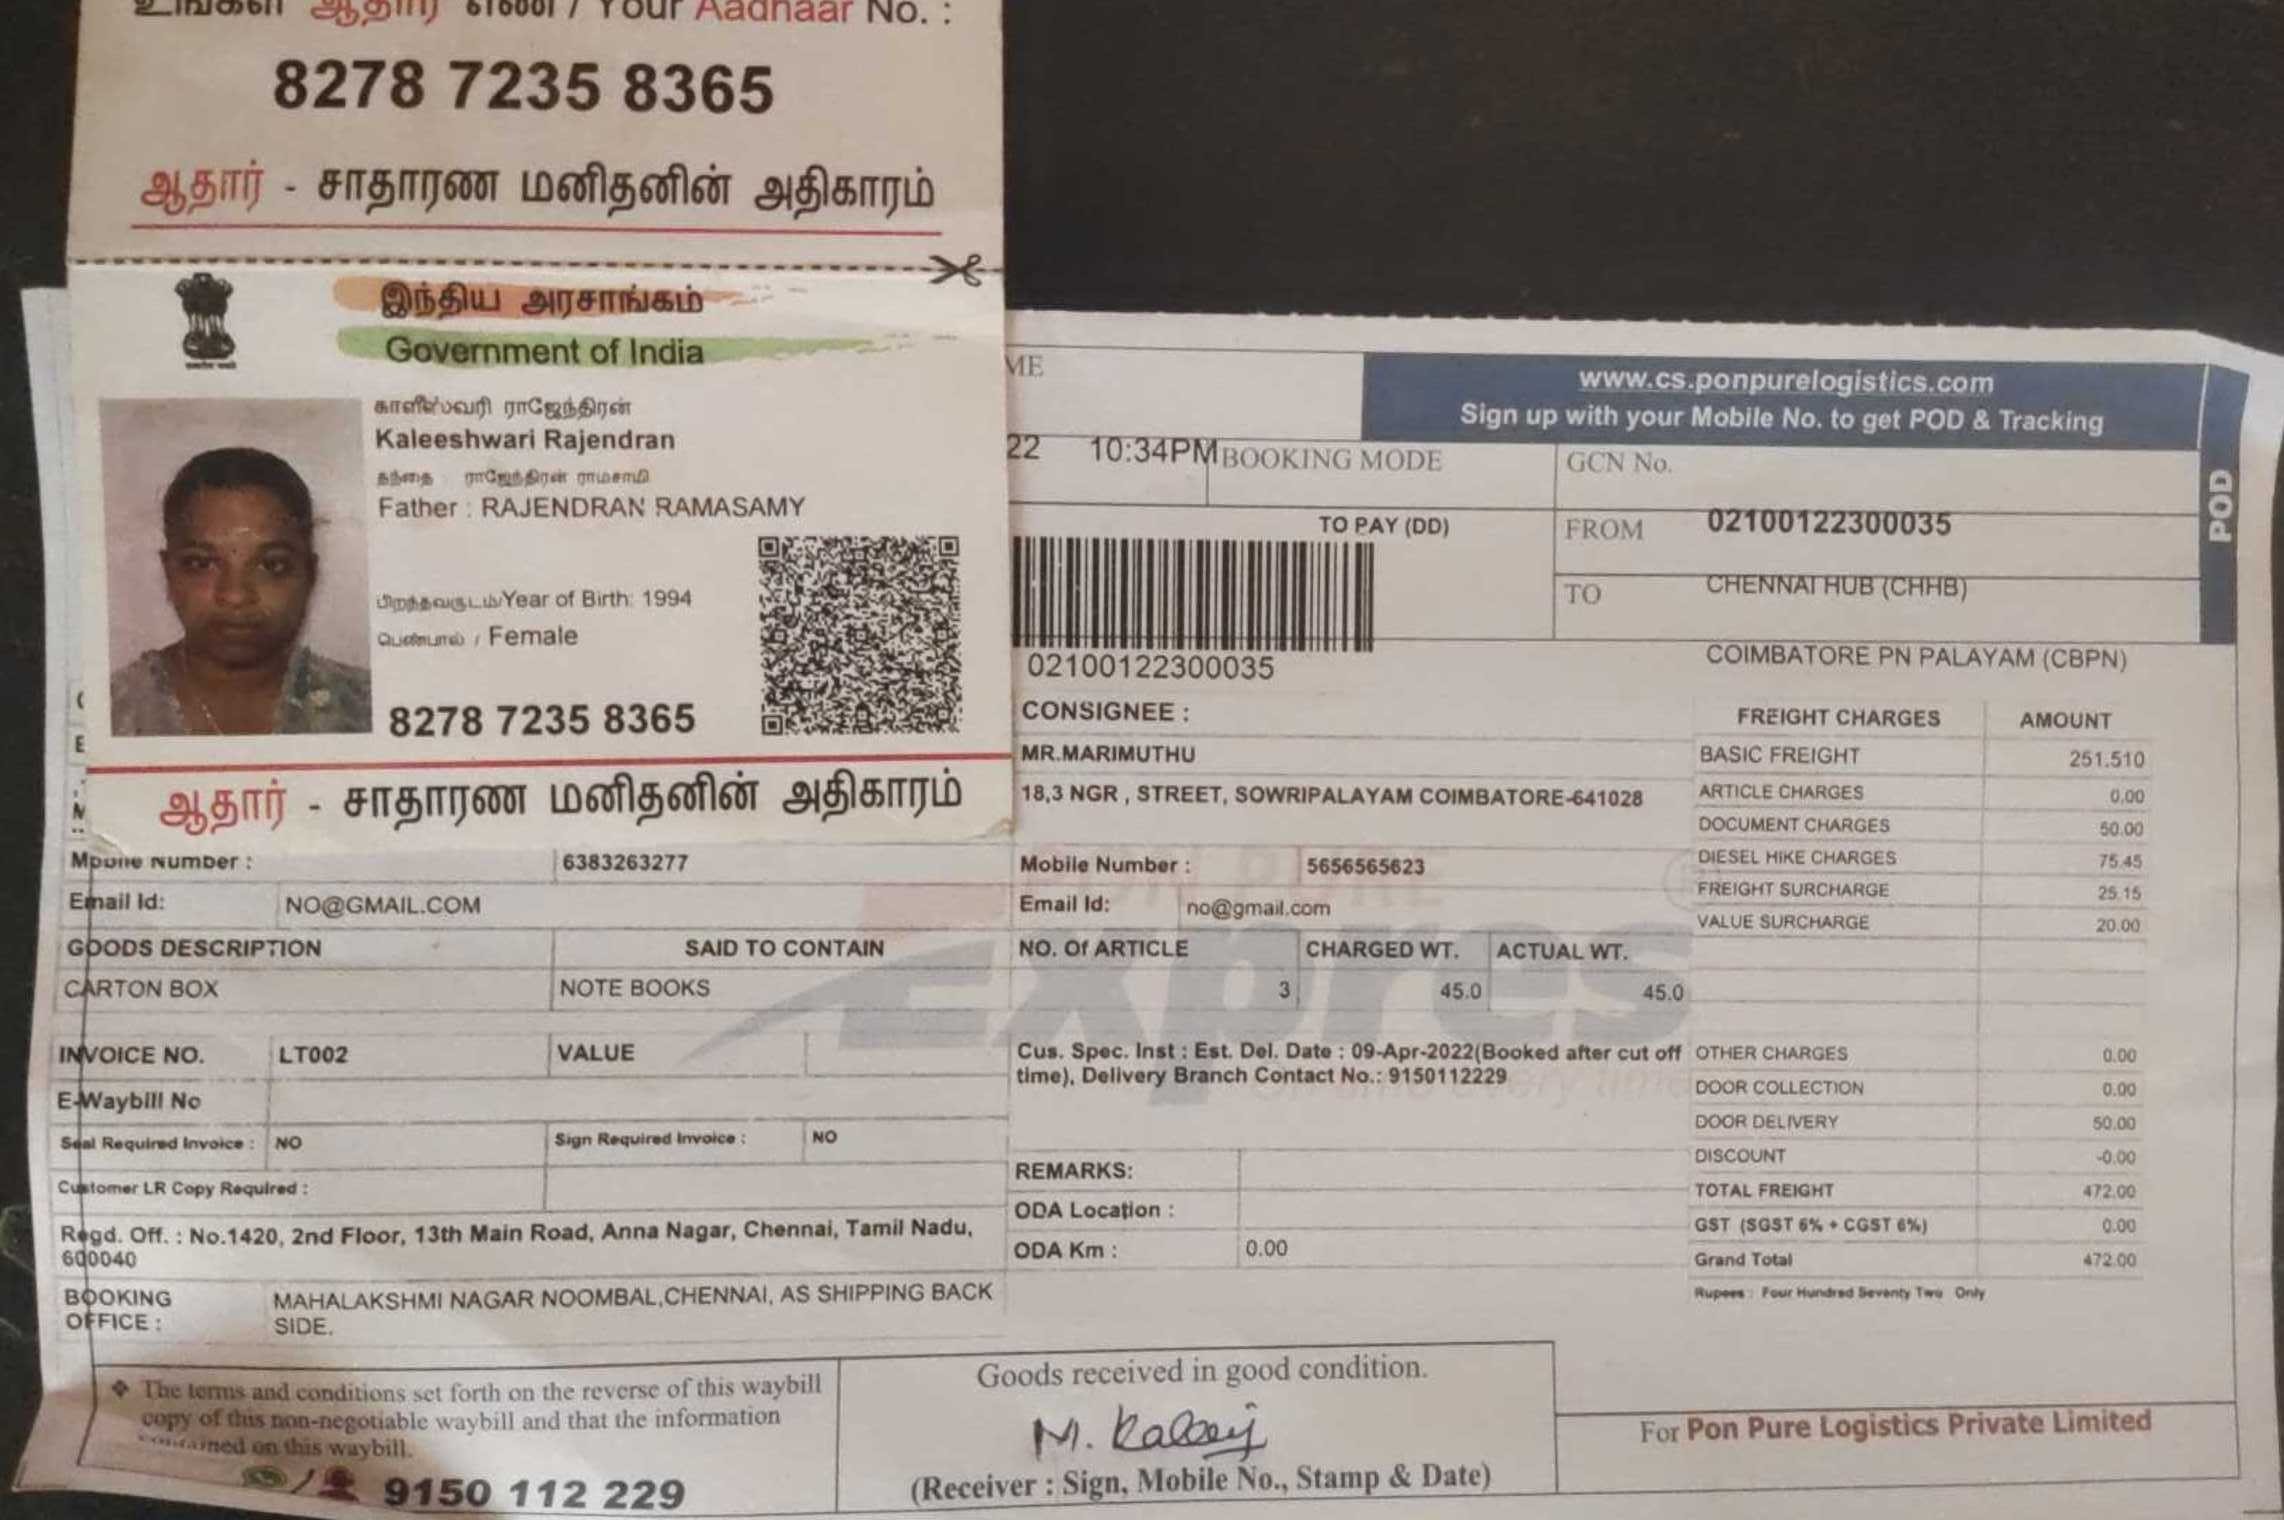 உங்கள் ஆதார் எண் / Your Aadhaar No. :
8278 7235 8365
ஆதார் - சாதாரண மனிதனின் அதிகாரம்
இந்திய அரசாங்கம்
Government of India
காளீஸ்வரி ராஜேந்திரன்
Kaleeshwari Rajendran
தந்தை : ராஜேந்திரன் ராமசாமி
Father : RAJENDRAN RAMASAMY
பிறந்தவருடம்/Year of Birth: 1994
பெண்பால் / Female
8278 7235 8365
ஆதார் - சாதாரண மனிதனின் அதிகாரம்
www.cs.ponpurelogistics.com
Sign up with your Mobile No. to get POD & Tracking
POD
22 10:34PM BOOKING MODE
GCN No.
TO PAY (DD)
FROM 02100122300035
TO CHENNAI HUB (CHHB)
COIMBATORE PN PALAYAM (CBPN)
02100122300035
CONSIGNEE :
MR.MARIMUTHU
18,3 NGR , STREET, SOWRIPALAYAM COIMBATORE-641028
Mobile Number : 6383263277
Mobile Number : 5656565623
Email Id: NO@GMAIL.COM
Email Id: no@gmail.com
GOODS DESCRIPTION SAID TO CONTAIN NO. Of ARTICLE CHARGED WT. ACTUAL WT.
CARTON BOX NOTE BOOKS 3 45.0 45.0
INVOICE NO. LT002 VALUE
E-Waybill No
Seal Required Invoice : NO Sign Required Invoice : NO
Customer LR Copy Required :
Cus. Spec. Inst : Est. Del. Date : 09-Apr-2022(Booked after cut off
time), Delivery Branch Contact No.: 9150112229
REMARKS:
ODA Location :
ODA Km : 0.00
FREIGHT CHARGES AMOUNT
BASIC FREIGHT 251.510
ARTICLE CHARGES 0.00
DOCUMENT CHARGES 50.00
DIESEL HIKE CHARGES 75.45
FREIGHT SURCHARGE 25.15
VALUE SURCHARGE 20.00
OTHER CHARGES 0.00
DOOR COLLECTION 0.00
DOOR DELIVERY 50.00
DISCOUNT -0.00
TOTAL FREIGHT 472.00
GST (SGST 6% + CGST 6%) 0.00
Grand Total 472.00
Rupees : Four Hundred Seventy Two Only
Regd. Off. : No.1420, 2nd Floor, 13th Main Road, Anna Nagar, Chennai, Tamil Nadu,
600040
BOOKING OFFICE : MAHALAKSHMI NAGAR NOOMBAL,CHENNAI, AS SHIPPING BACK
SIDE.
The terms and conditions set forth on the reverse of this waybill
copy of this non-negotiable waybill and that the information
contained on this waybill.
9150 112 229
Goods received in good condition.
(Receiver : Sign, Mobile No., Stamp & Date)
For Pon Pure Logistics Private Limited
Expres